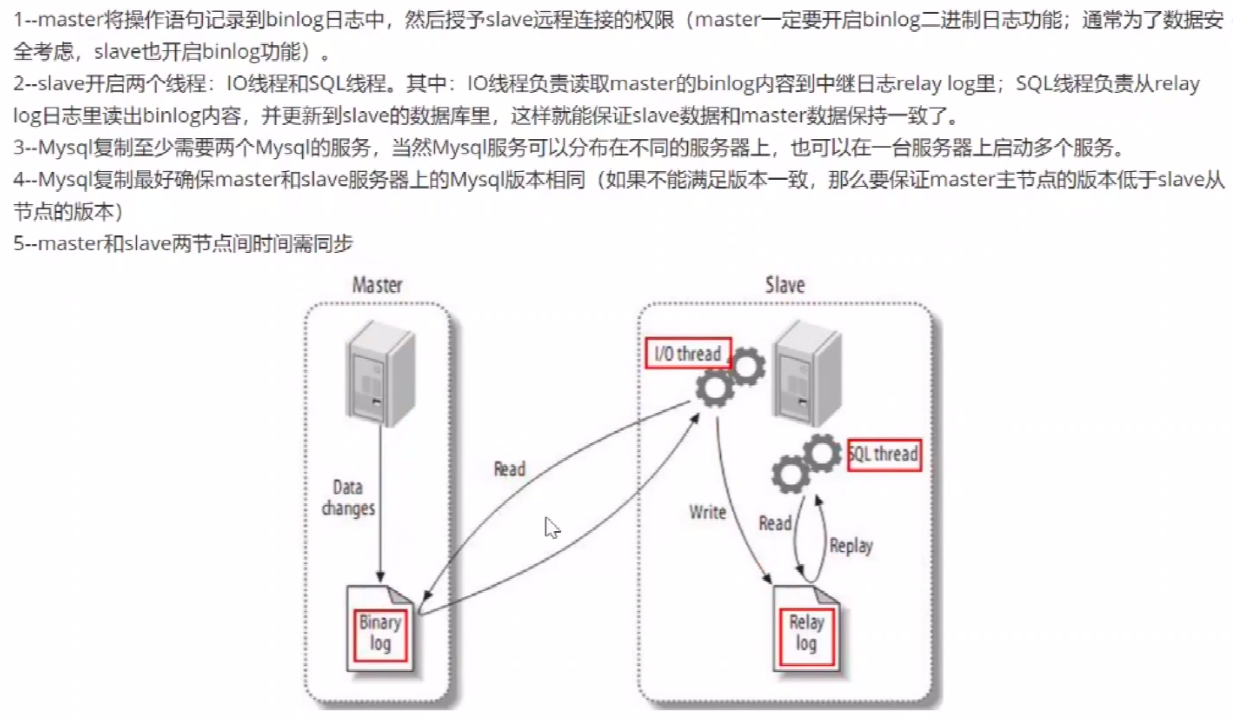 1--master将操作语句记录到binlog日志中，然后授予slave远程连接的权限（master一定要开启binlog二进制日志功能；通常为了数据安
全考虑，slave也开启binlog功能）。
2--slave开启两个线程：IO线程和SQL线程。其中：IO线程负责读取master的binlog内容到中继日志relay log里；SQL线程负责从relay
log日志里读出binlog内容，并更新到slave的数据库里，这样就能保证slave数据和master数据保持一致了。
3--Mysql复制至少需要两个Mysql的服务，当然Mysql服务可以分布在不同的服务器上，也可以在一台服务器上启动多个服务。
4--Mysql复制最好确保master和slave服务器上的Mysql版本相同（如果不能满足版本一致，那么要保证master主节点的版本低于slave从
节点的版本）
5--master和slave两节点间时间需同步
Master
Slave
I/O thread
SQL thread
Read
Data
changes
Write
Read
Replay
Binary
log
Relay
log